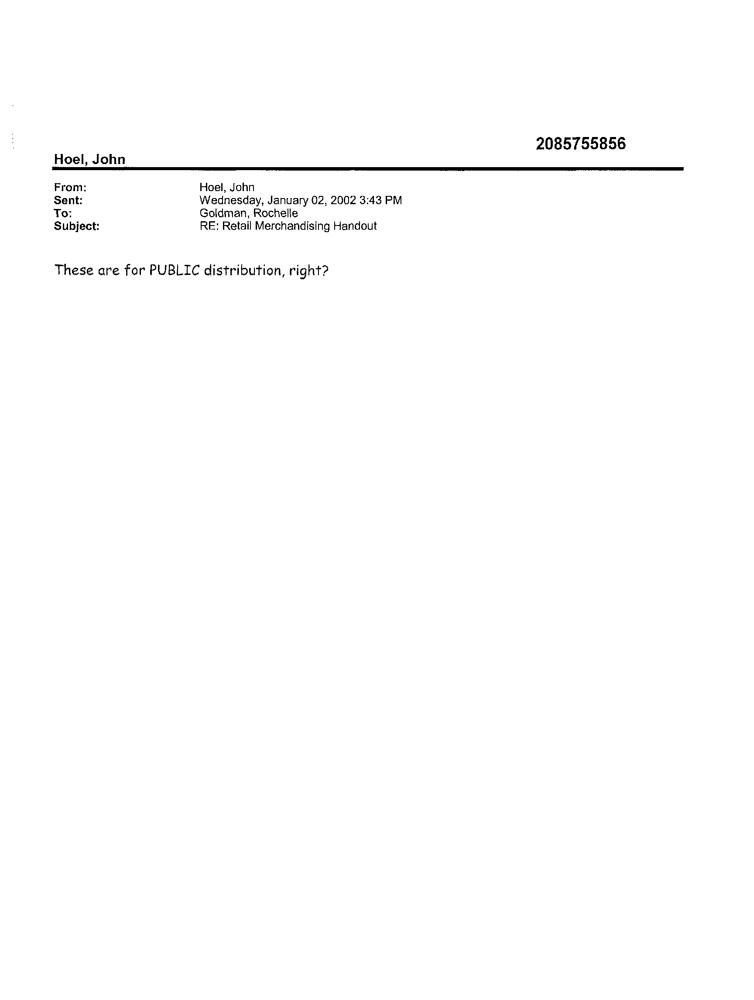 2085755856
Hoel, John
From: Hoel, John
Sent: Wednesday, January 02, 2002 3:43 PM
To: Goldman, Rochelle
Subject: RE: Retail Merchandising Handout
These are for PUBLIC distribution, right?